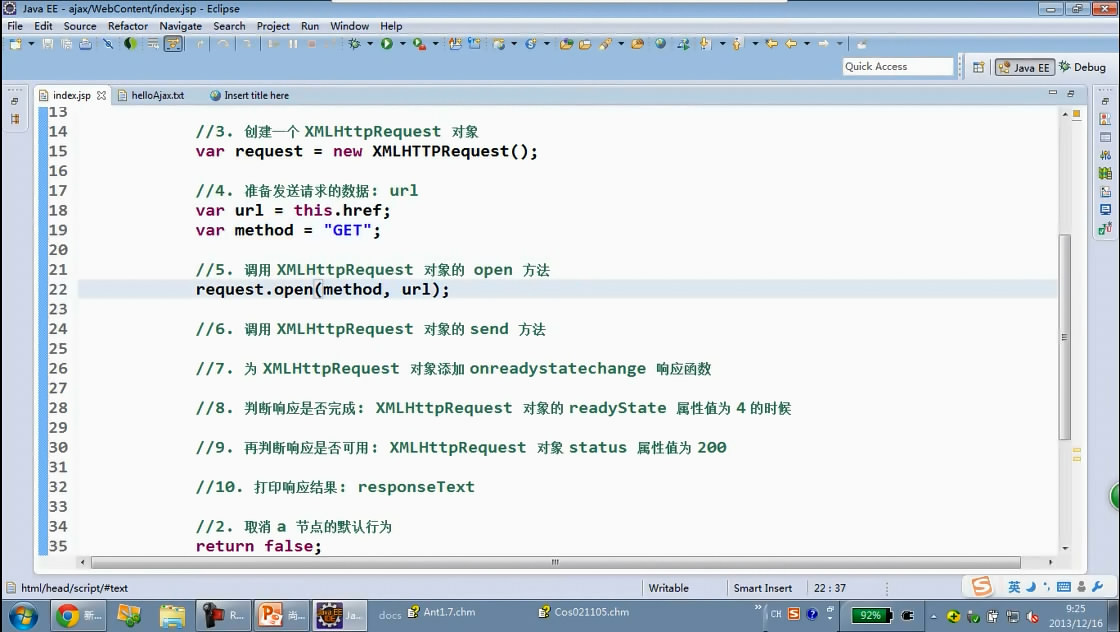 Java EE - ajax/WebContent/index.jsp - Eclipse
File Edit Source Refactor Navigate Search Project Run Window Help
Quick Access
Java EE
Debug
index.jsp
helloAjax.txt
Insert title here
13
14 //3. 创建一个 XMLHttpRequest 对象
15 var request = new XMLHTTPRequest();
16
17 //4. 准备发送请求的数据: url
18 var url = this.href;
19 var method = "GET";
20
21 //5. 调用 XMLHttpRequest 对象的 open 方法
22 request.open(method, url);
23
24 //6. 调用 XMLHttpRequest 对象的 send 方法
25
26 //7. 为 XMLHttpRequest 对象添加 onreadystatechange 响应函数
27
28 //8. 判断响应是否完成: XMLHttpRequest 对象的 readyState 属性值为 4 的时候
29
30 //9. 再判断响应是否可用: XMLHttpRequest 对象 status 属性值为 200
31
32 //10. 打印响应结果: responseText
33
34 //2. 取消 a 节点的默认行为
35 return false;
html/head/script/#text
Writable
Smart Insert
22 : 37
英
新...
R...
尚...
Ja...
docs
Ant1.7.chm
Cos021105.chm
CH
92%
9:25
2013/12/16